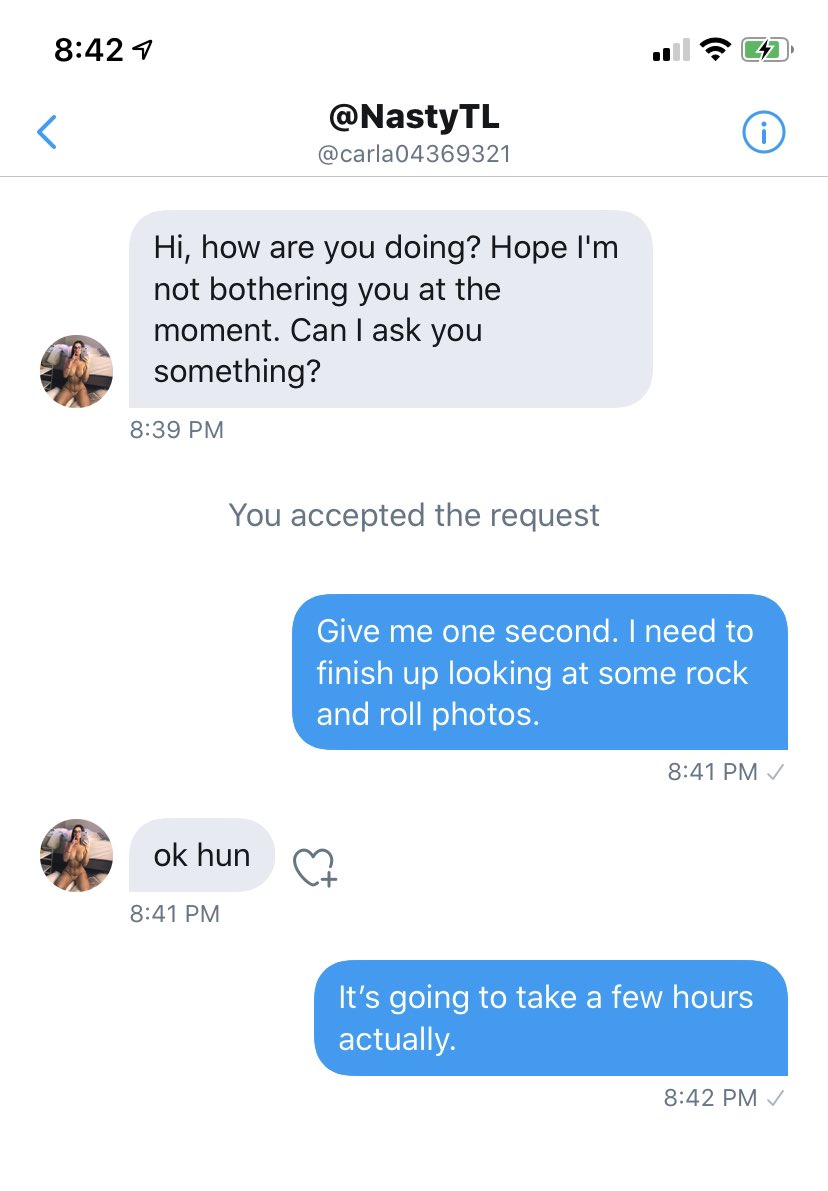 8:42
@NastyTL
@carla04369321
Hi, how are you doing? Hope I'm
not bothering you at the
moment. Can I ask you
something?
8:39 PM
You accepted the request
Give me one second. I need to
finish up looking at some rock
and roll photos.
8:41 PM
ok hun
8:41 PM
It’s going to take a few hours
actually.
8:42 PM